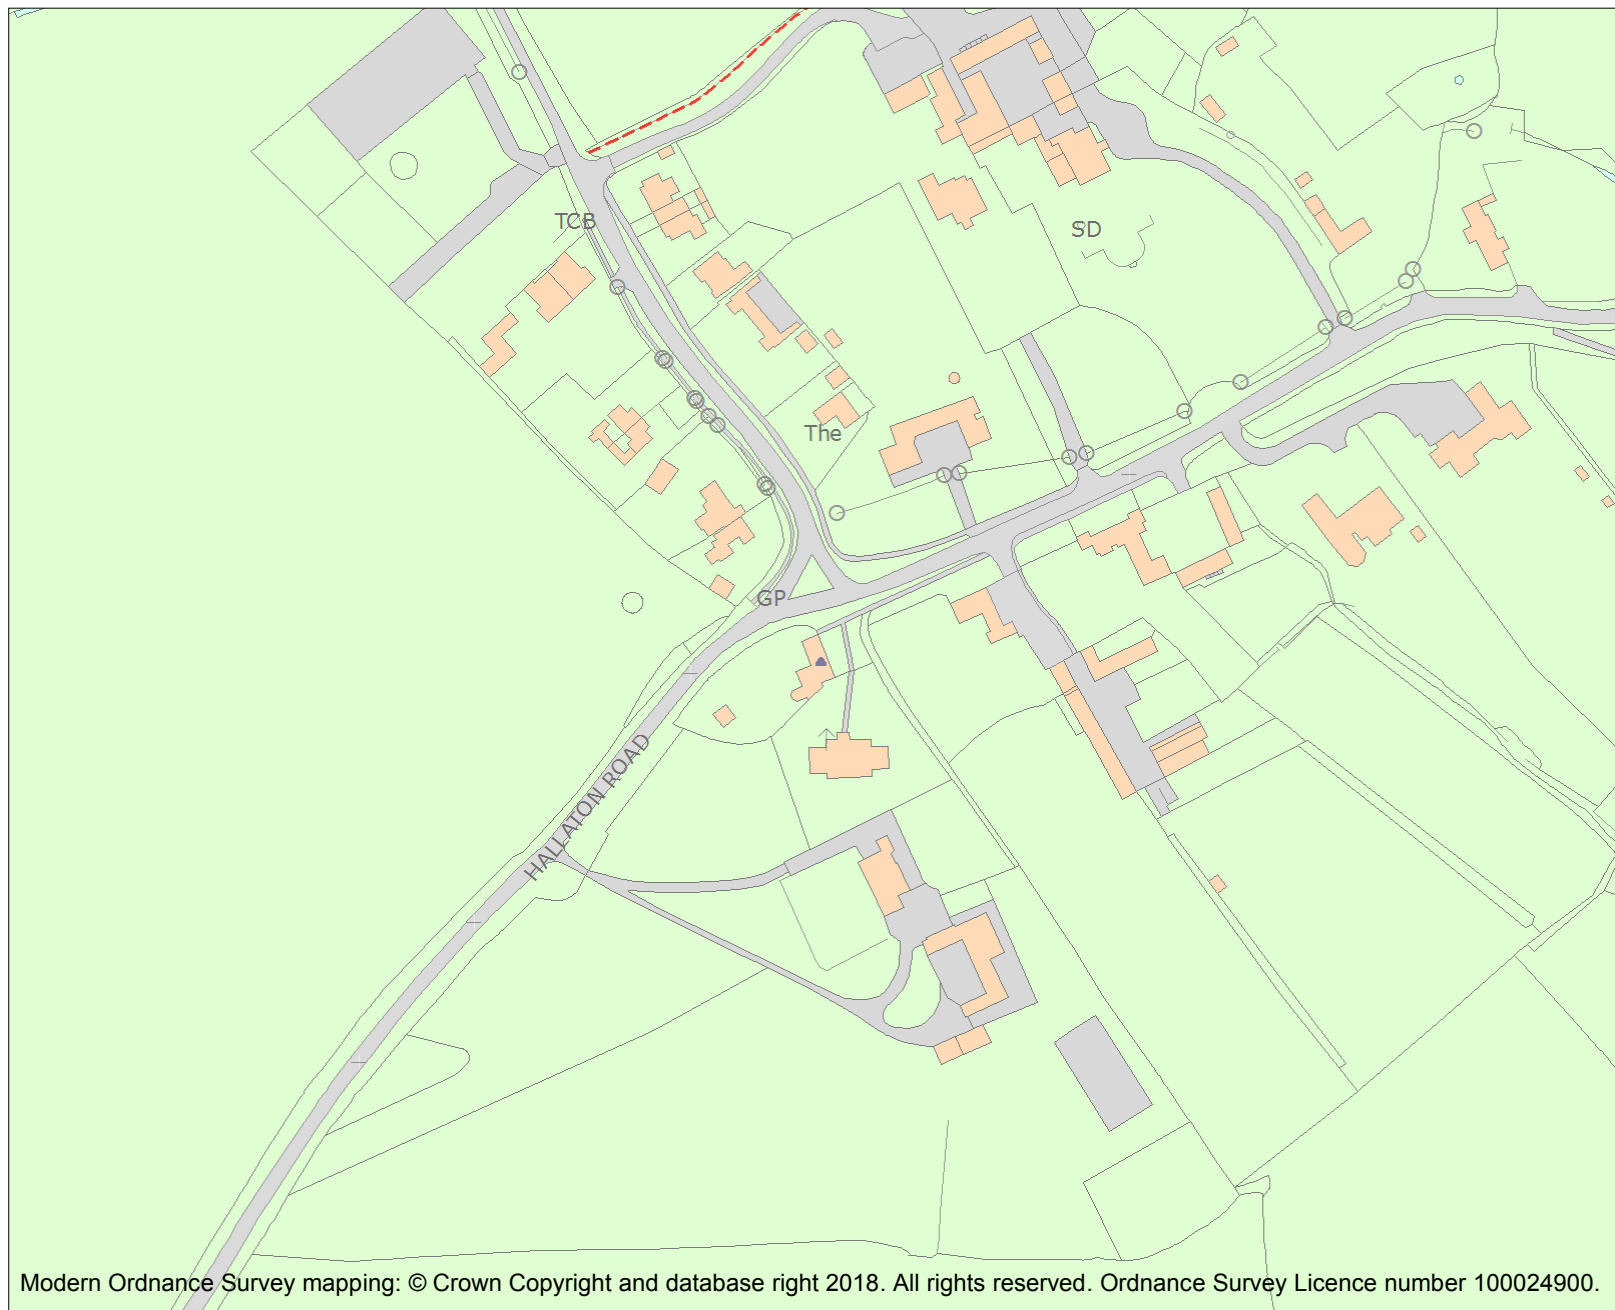 TCB
SD
The
GP
HALLATON ROAD
Modern Ordnance Survey mapping: © Crown Copyright and database right 2018. All rights reserved. Ordnance Survey Licence number 100024900.